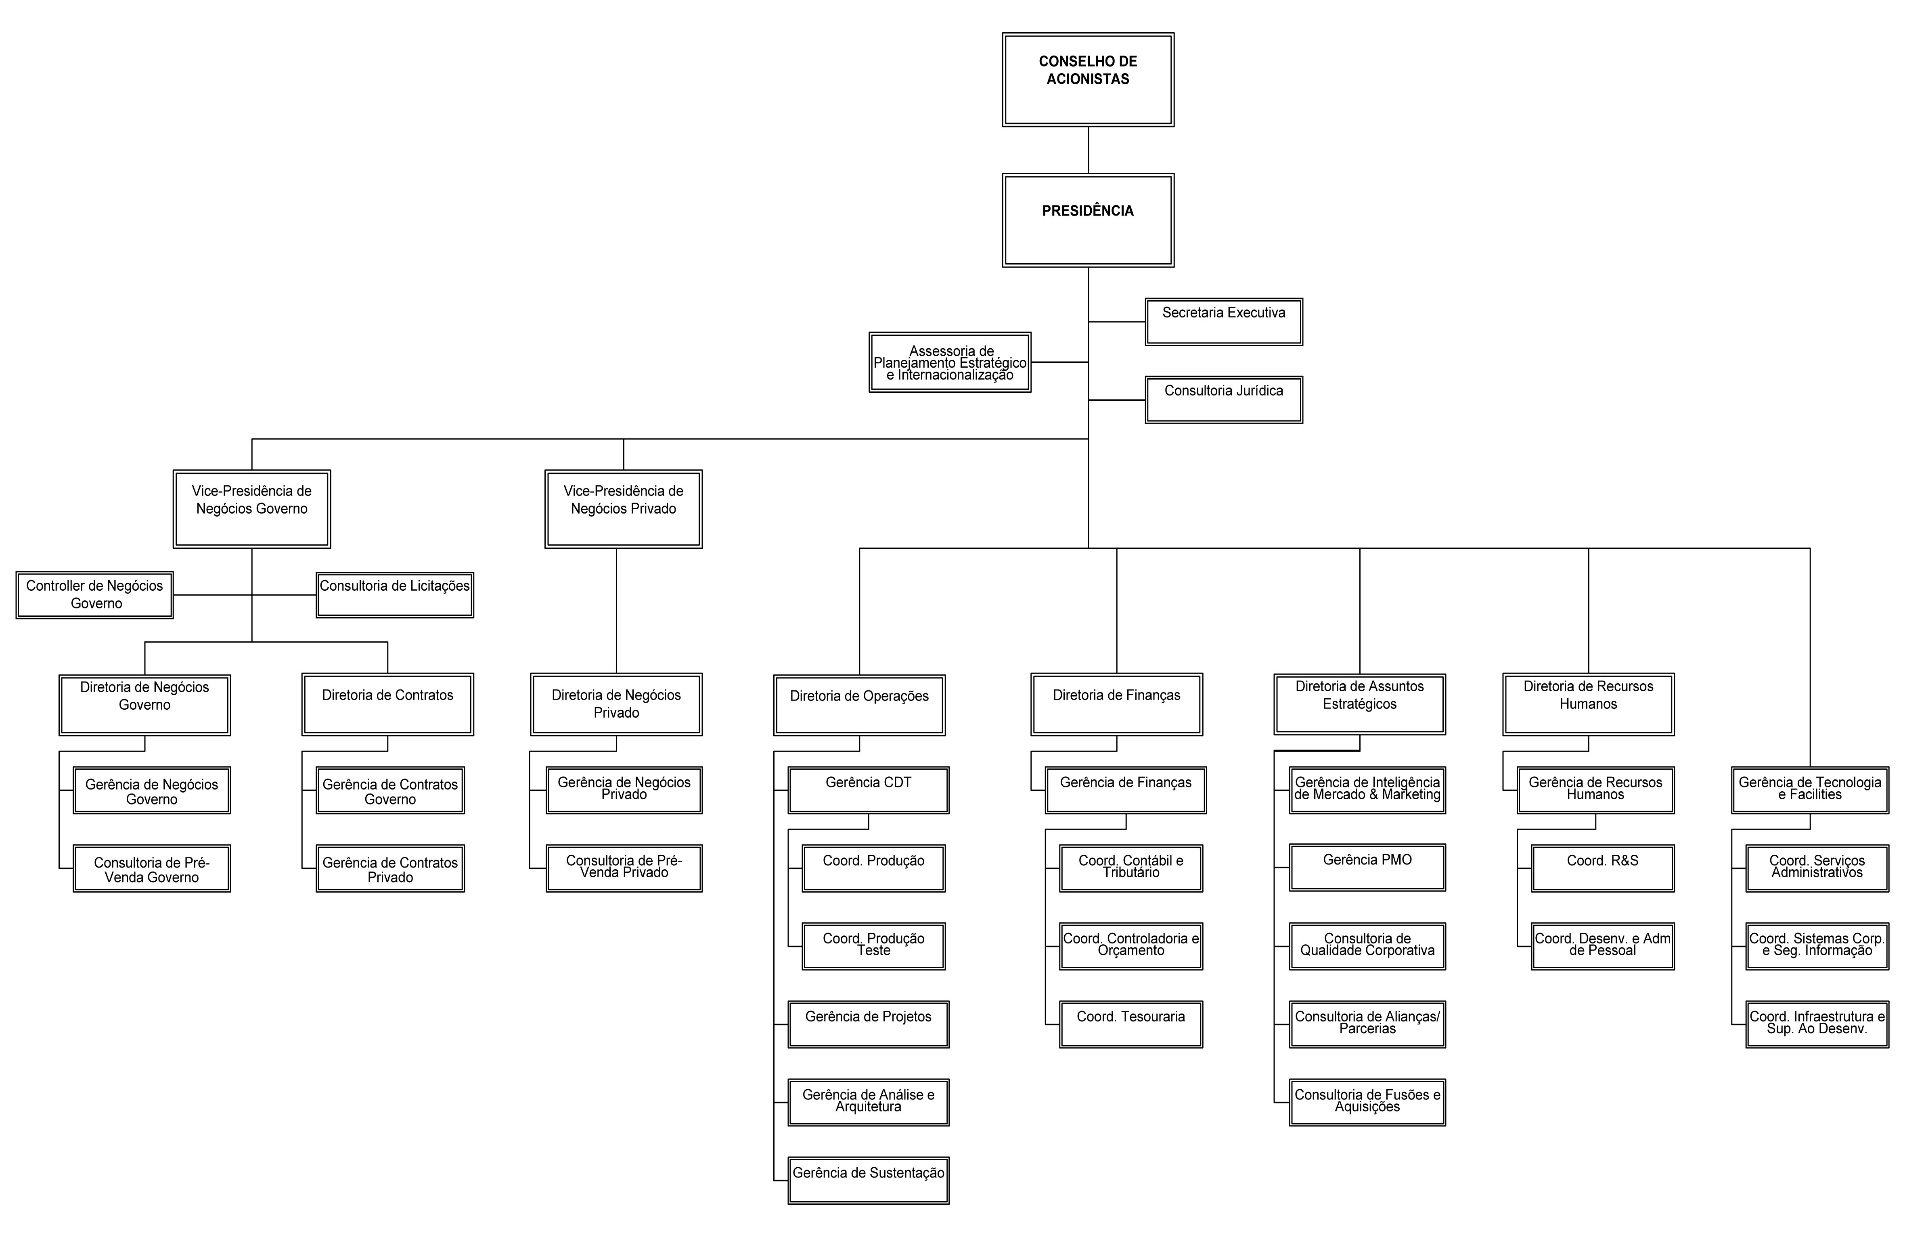 CONSELHO DE
ACIONISTAS
PRESIDÊNCIA
Secretaria Executiva
Assessoria de
Planejamento Estratégico
e Internacionalização
Consultoria Jurídica
Vice-Presidência de
Negócios Governo
Vice-Presidência de
Negócios Privado
Controller de Negócios
Governo
Consultoria de Licitações
Diretoria de Negócios
Governo
Diretoria de Contratos
Diretoria de Negócios
Privado
Diretoria de Operações
Diretoria de Finanças
Diretoria de Assuntos
Estratégicos
Diretoria de Recursos
Humanos
Gerência de Negócios
Governo
Gerência de Contratos
Governo
Gerência de Negócios
Privado
Gerência CDT
Gerência de Finanças
Gerência de Inteligência
de Mercado & Marketing
Gerência de Recursos
Humanos
Gerência de Tecnologia
e Facilities
Consultoria de Pré-
Venda Governo
Gerência de Contratos
Privado
Consultoria de Pré-
Venda Privado
Coord. Produção
Coord. Contábil e
Tributário
Gerência PMO
Coord. R&S
Coord. Serviços
Administrativos
Coord. Produção
Teste
Coord. Controladoria e
Orçamento
Consultoria de
Qualidade Corporativa
Coord. Desenv. e Adm
de Pessoal
Coord. Sistemas Corp.
e Seg. Informação
Gerência de Projetos
Coord. Tesouraria
Consultoria de Alianças/
Parcerias
Coord. Infraestrutura e
Sup. Ao Desenv.
Gerência de Análise e
Arquitetura
Consultoria de Fusões e
Aquisições
Gerência de Sustentação